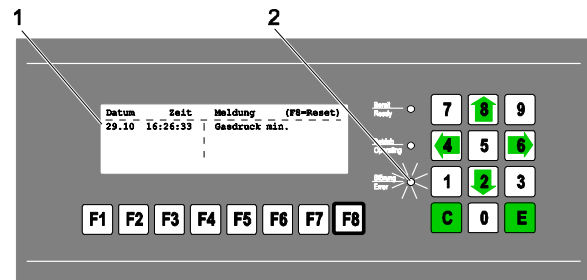 1
2
Datum Zeit Meldung (F8=Reset)
29.10 16:26:33 | Gasdruck min.
Bereit
Ready
Betrieb
Operating
Störung
Error
7 8 9
4 5 6
1 2 3
C 0 E
F1 F2 F3 F4 F5 F6 F7 F8